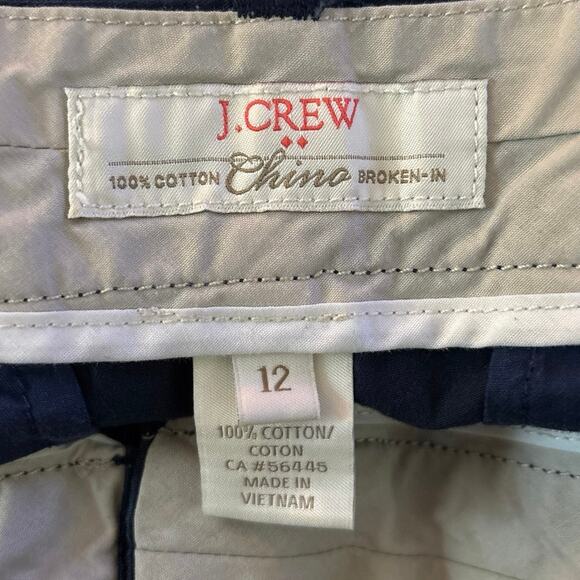 J.CREW
100% COTTON Chino BROKEN-IN
12
100% COTTON/
COTON
CA #56445
MADE IN
VIETNAM